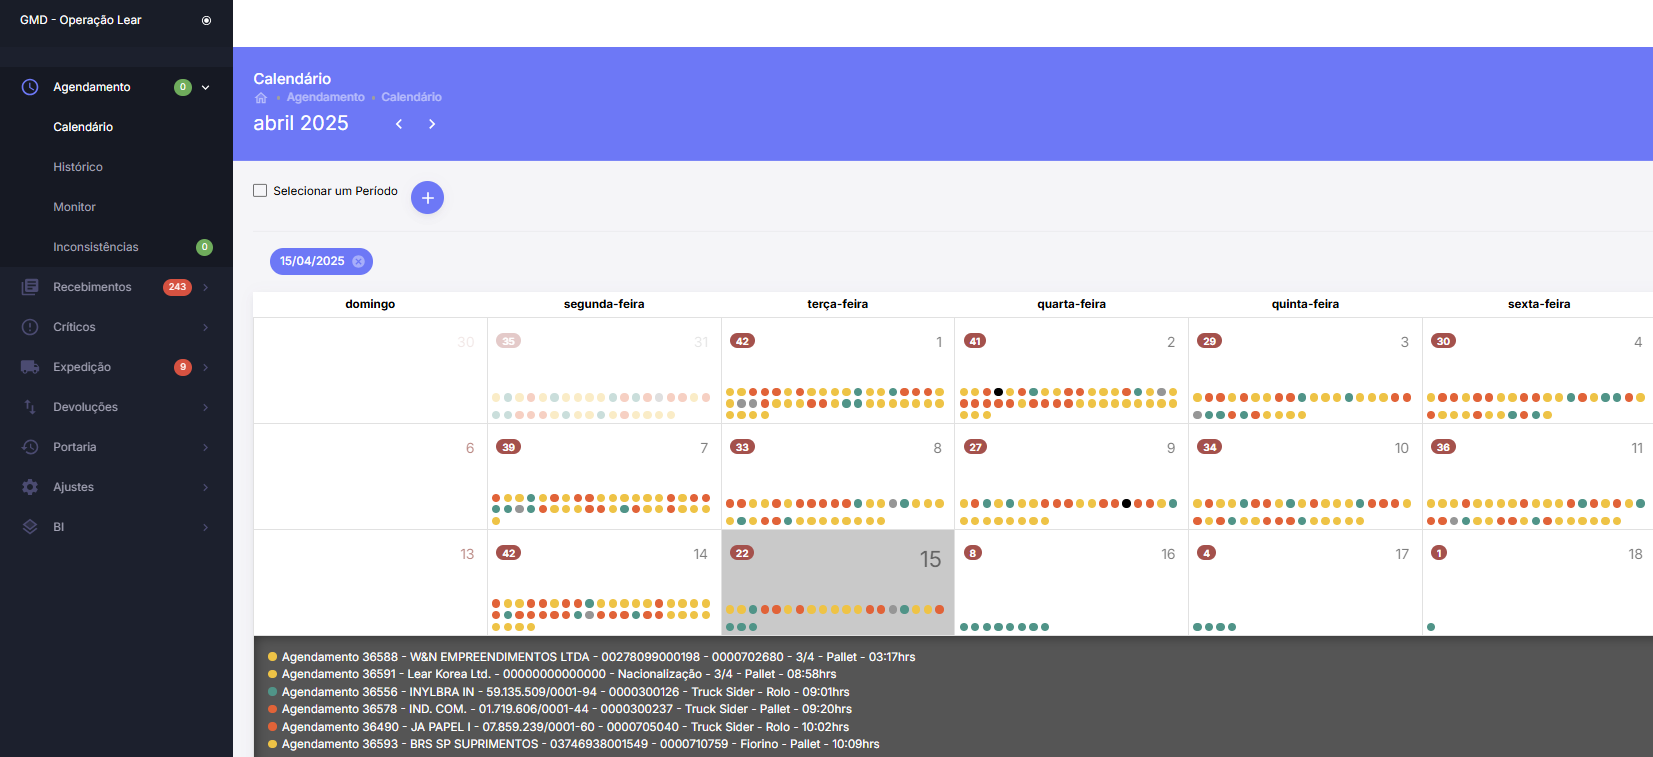 GMD - Operação Lear
Agendamento 0
Calendário
Histórico
Monitor
Inconsistências 0
Recebimentos 243
Críticos
Expedição 9
Devoluções
Portaria
Ajustes
BI
Calendário
Agendamento Calendário
abril 2025
Selecionar um Período
15/04/2025
domingo segunda-feira terça-feira quarta-feira quinta-feira sexta-feira
30 35 31 42 1 41 2 29 3 30 4
6 39 7 33 8 27 9 34 10 36 11
13 42 14 22 15 8 16 4 17 1 18
Agendamento 36588 - W&N EMPREENDIMENTOS LTDA - 00278099000198 - 0000702680 - 3/4 - Pallet - 03:17hrs
Agendamento 36591 - Lear Korea Ltd. - 00000000000000 - Nacionalização - 3/4 - Pallet - 08:58hrs
Agendamento 36556 - INYLBRA IN - 59.135.509/0001-94 - 0000300126 - Truck Sider - Rolo - 09:01hrs
Agendamento 36578 - IND. COM. - 01.719.606/0001-44 - 0000300237 - Truck Sider - Pallet - 09:20hrs
Agendamento 36490 - JA PAPEL I - 07.859.239/0001-60 - 0000705040 - Truck Sider - Rolo - 10:02hrs
Agendamento 36593 - BRS SP SUPRIMENTOS - 03746938001549 - 0000710759 - Fiorino - Pallet - 10:09hrs